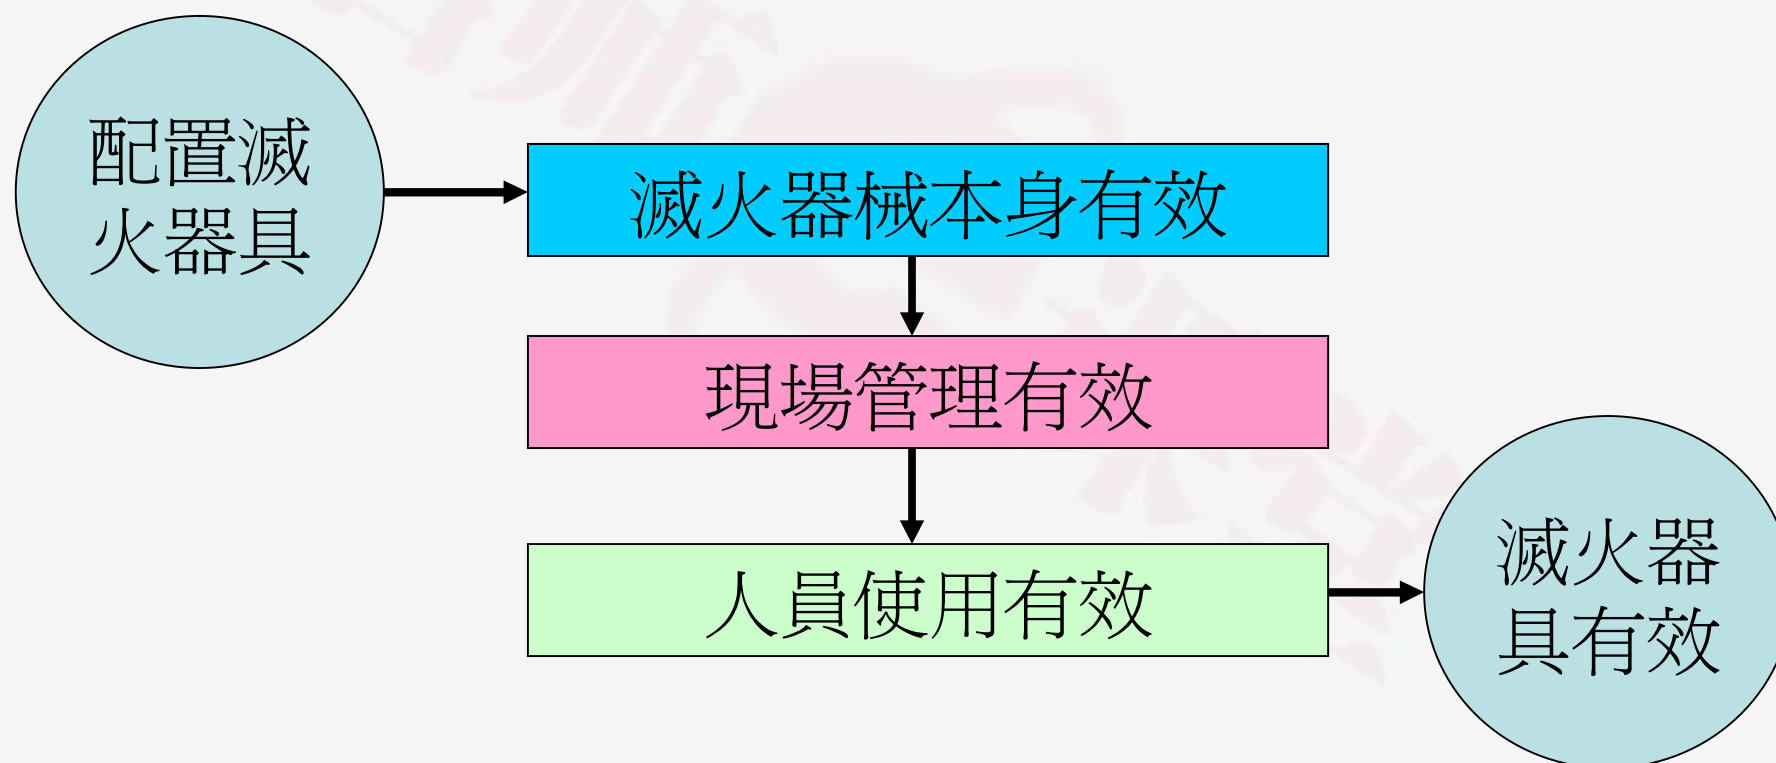 配置滅
火器具
滅火器械本身有效
現場管理有效
人員使用有效
滅火器
具有效